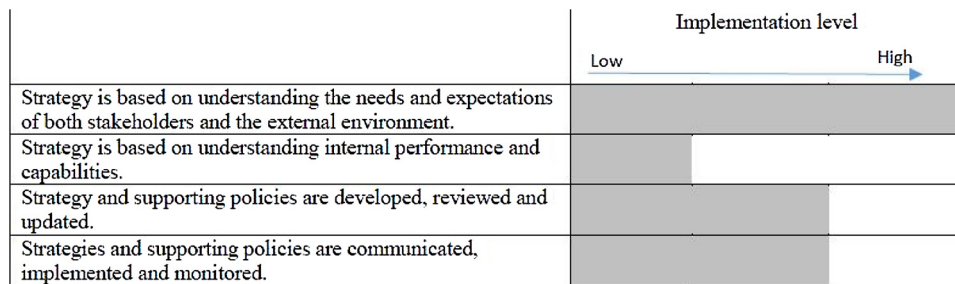 Implementation level
Low
High
Strategy is based on understanding the needs and expectations
of both stakeholders and the external environment.
Strategy is based on understanding internal performance and
capabilities.
Strategy and supporting policies are developed, reviewed and
updated.
Strategies and supporting policies are communicated,
implemented and monitored.